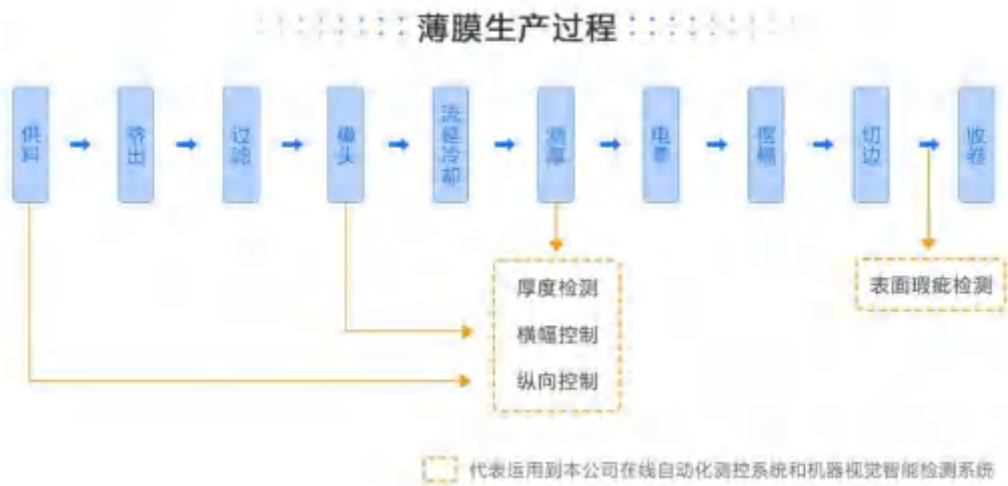 薄膜生产过程
供料
挤出
过滤
模头
流延冷却
测厚
电晕
摆幅
切边
收卷
厚度检测
横幅控制
纵向控制
表面瑕疵检测
代表运用到本公司在线自动化测控系统和机器视觉智能检测系统